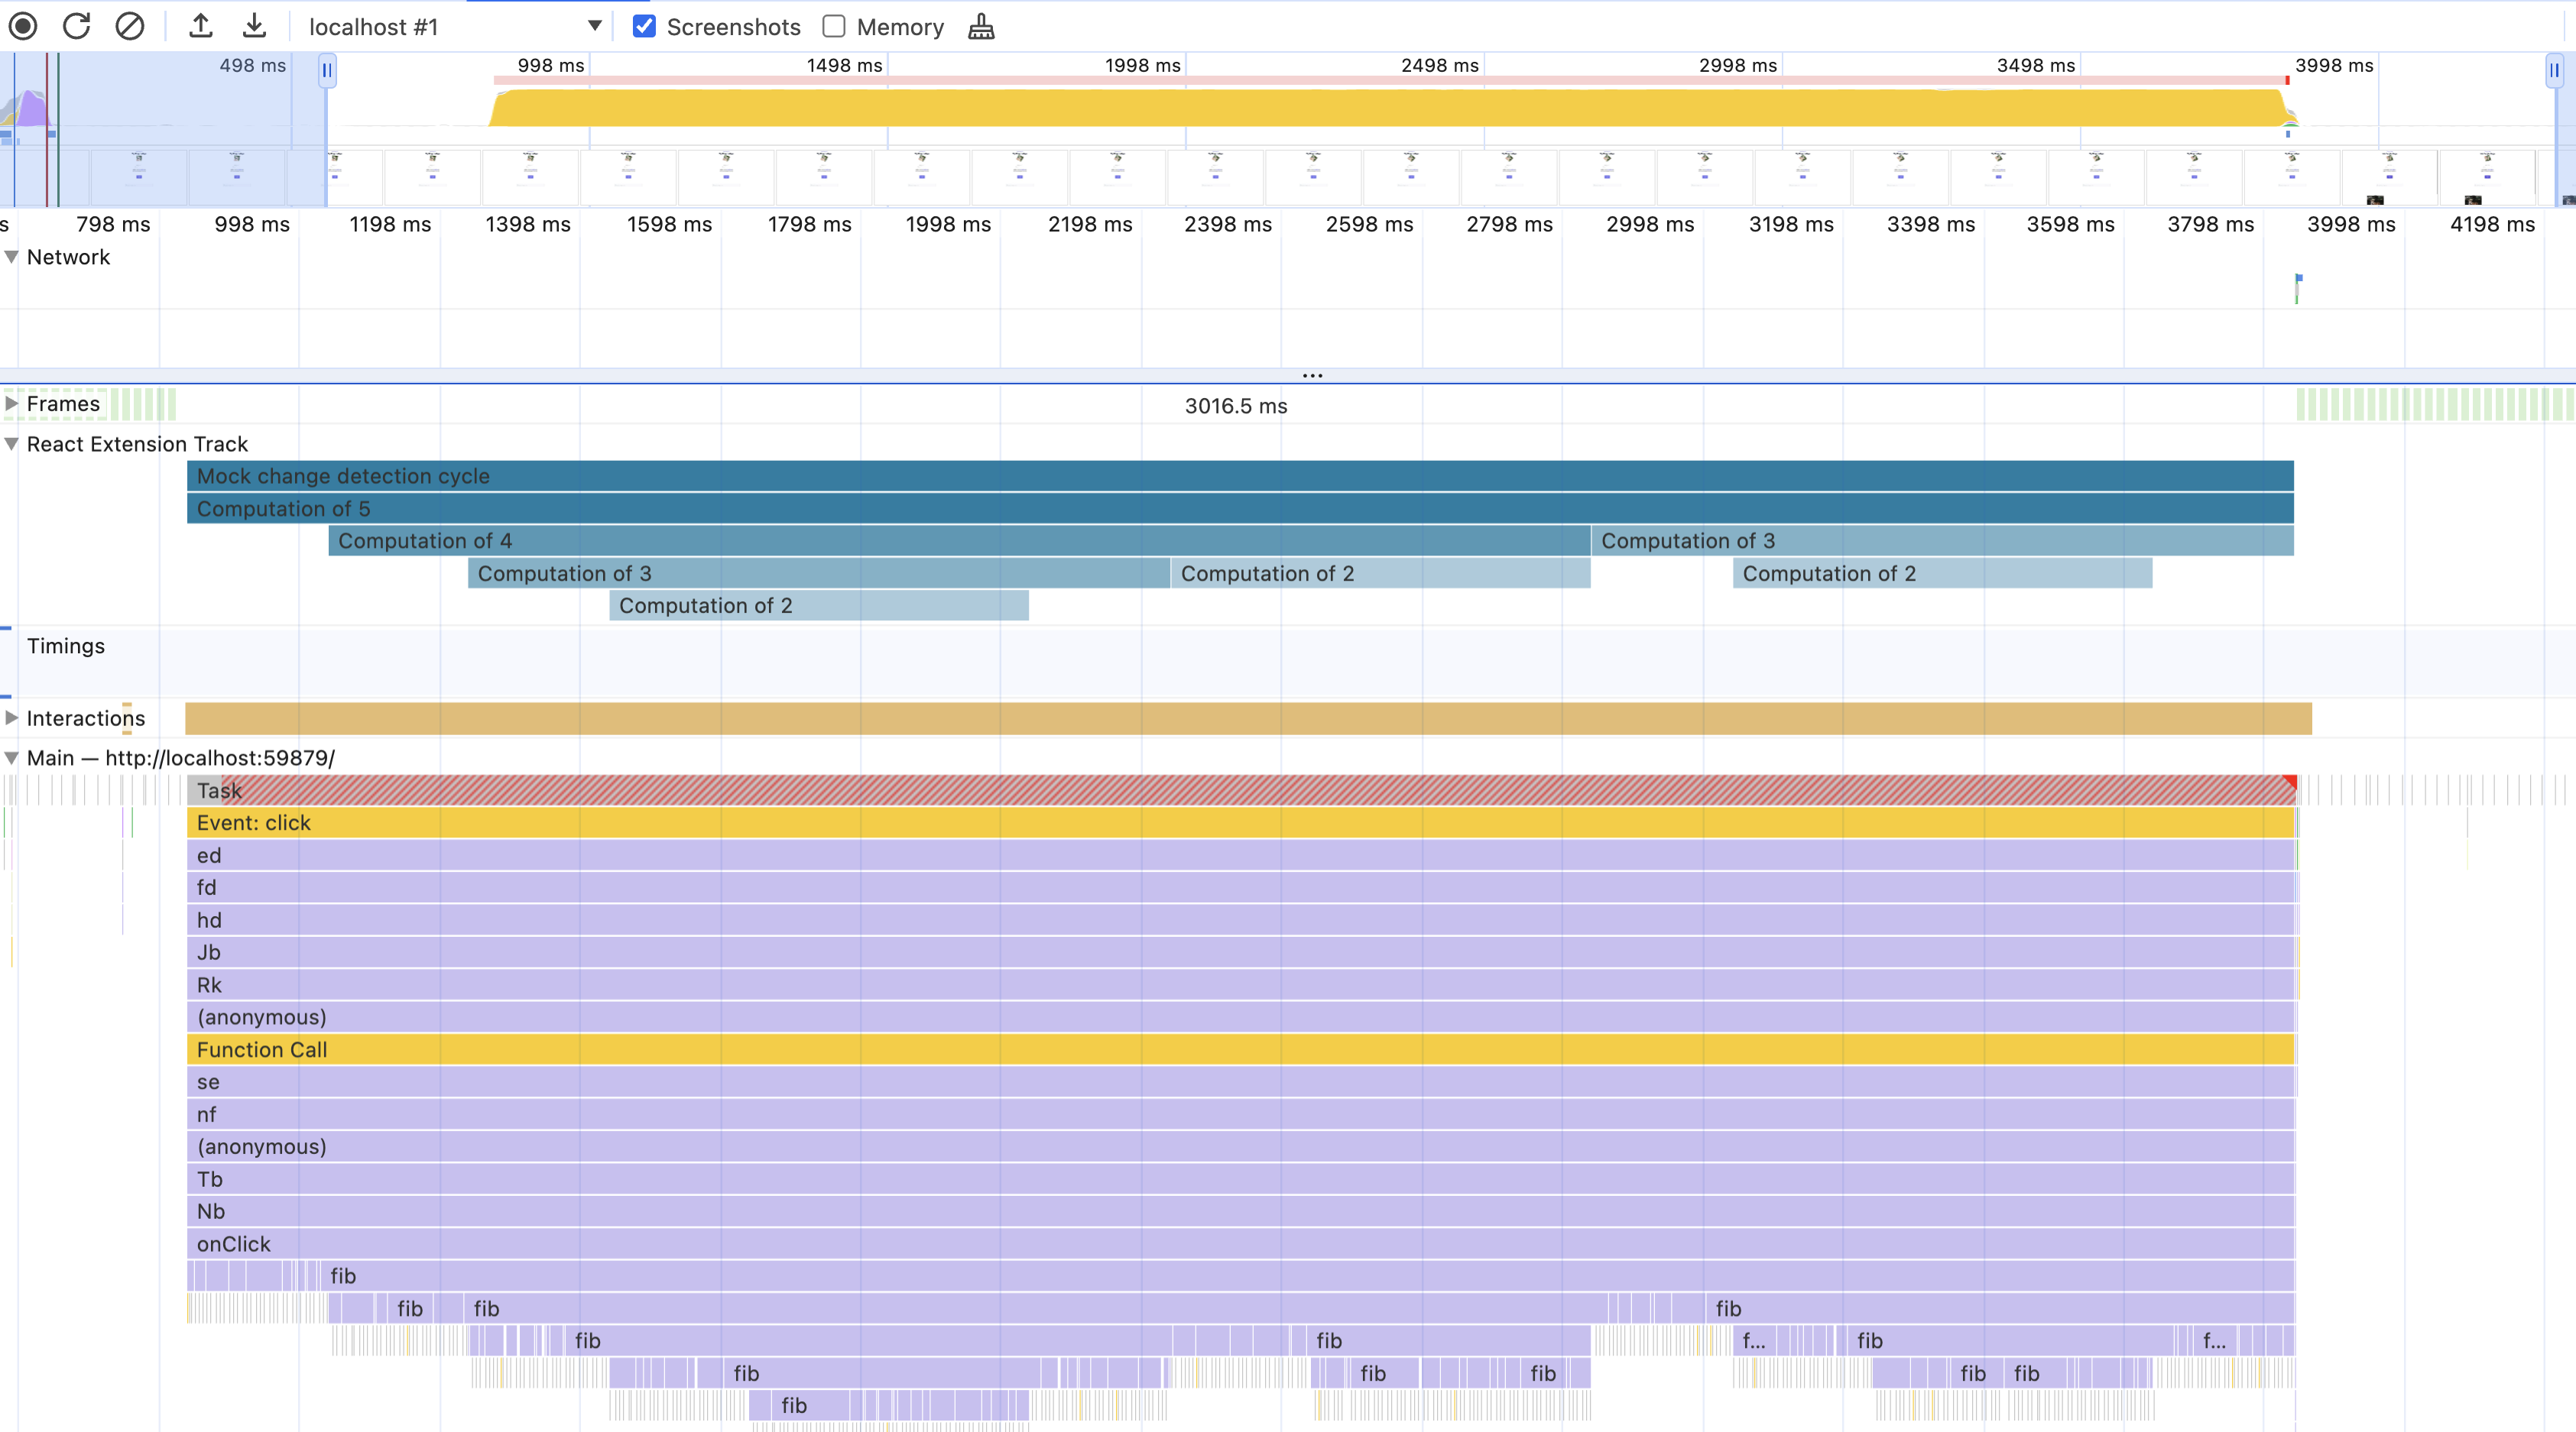 localhost #1 Screenshots Memory
498 ms 998 ms 1498 ms 1998 ms 2498 ms 2998 ms 3498 ms 3998 ms
s 798 ms 998 ms 1198 ms 1398 ms 1598 ms 1798 ms 1998 ms 2198 ms 2398 ms 2598 ms 2798 ms 2998 ms 3198 ms 3398 ms 3598 ms 3798 ms 3998 ms 4198 ms
Network
...
Frames 3016.5 ms
React Extension Track
Mock change detection cycle
Computation of 5
Computation of 4 Computation of 3
Computation of 3 Computation of 2 Computation of 2
Computation of 2
Timings
Interactions
Main — http://localhost:59879/
Task
Event: click
ed
fd
hd
Jb
Rk
(anonymous)
Function Call
se
nf
(anonymous)
Tb
Nb
onClick
fib
fib fib fib
fib fib f... fib f...
fib fib fib fib fib
fib